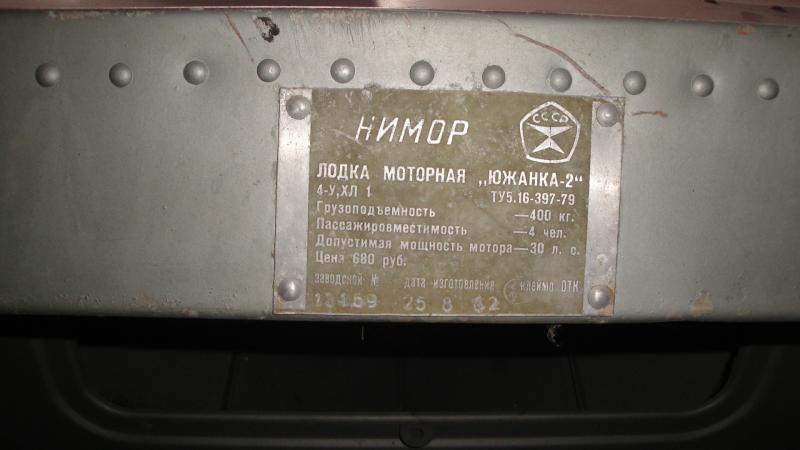 НИМОР
СССР
ЛОДКА МОТОРНАЯ „ЮЖАНКА-2“
4-У,ХЛ 1 ТУ5.16-397-79
Грузоподъемность —400 кг.
Пассажировместимость —4 чел.
Допустимая мощность мотора—30 л. с.
Цена 680 руб.
заводской № дата изготовления клеймо ОТК
25 8 82